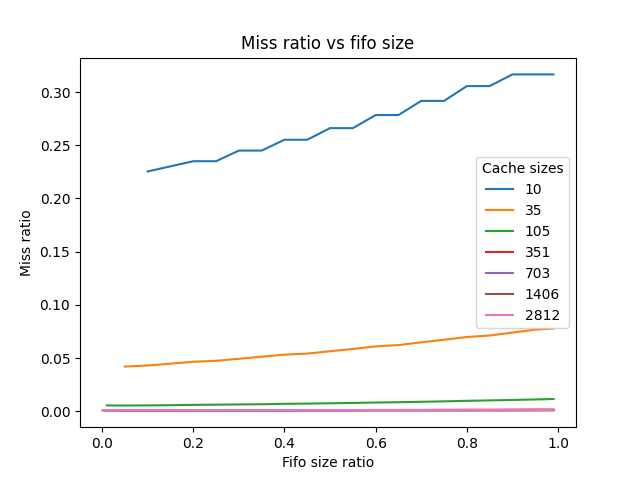 Miss ratio vs fifo size
Miss ratio
0.30
0.25
0.20
0.15
0.10
0.05
0.00
Cache sizes
10
35
105
351
703
1406
2812
0.0 0.2 0.4 0.6 0.8 1.0
Fifo size ratio